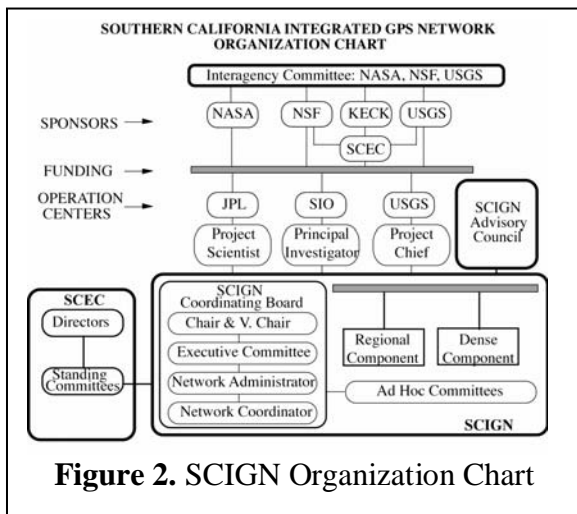 SOUTHERN CALIFORNIA INTEGRATED GPS NETWORK
ORGANIZATION CHART
Interagency Committee: NASA, NSF, USGS
SPONSORS
NASA
NSF
KECK
USGS
SCEC
FUNDING
OPERATION
CENTERS
JPL
SIO
USGS
Project
Scientist
Principal
Investigator
Project
Chief
SCIGN
Advisory
Council
SCEC
Directors
Standing
Committees
SCIGN
Coordinating Board
Chair & V. Chair
Executive Committee
Network Administrator
Network Coordinator
Regional
Component
Dense
Component
Ad Hoc Committees
SCIGN
Figure 2. SCIGN Organization Chart